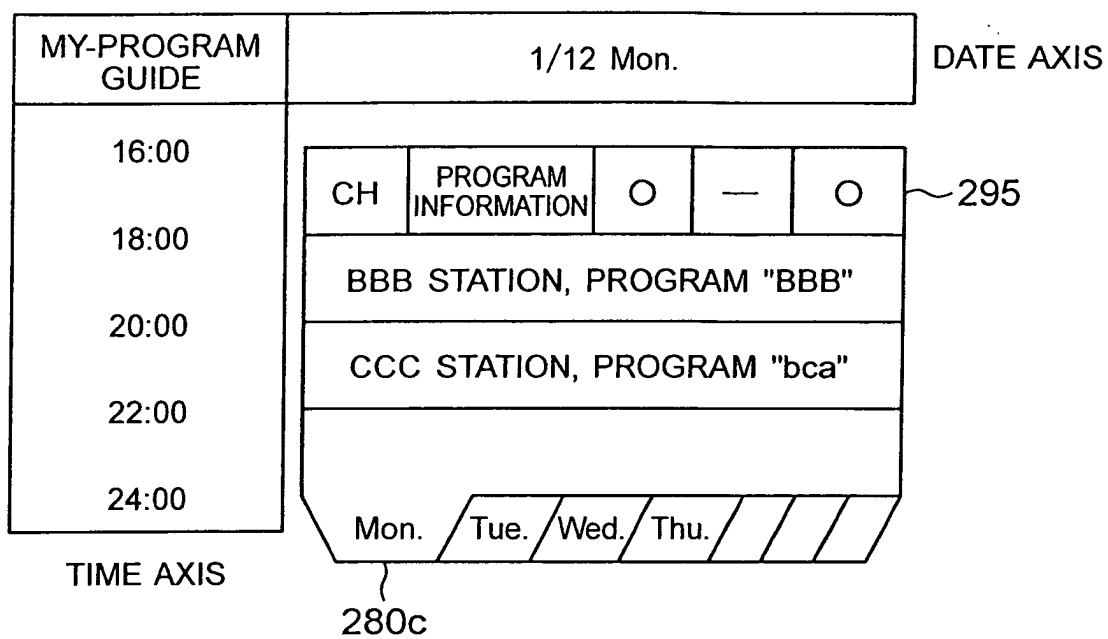 MY-PROGRAM
GUIDE
1/12 Mon.
DATE AXIS
16:00
18:00
20:00
22:00
24:00
TIME AXIS
CH
PROGRAM
INFORMATION
O
—
O
295
BBB STATION, PROGRAM "BBB"
CCC STATION, PROGRAM "bca"
Mon.
Tue.
Wed.
Thu.
280c